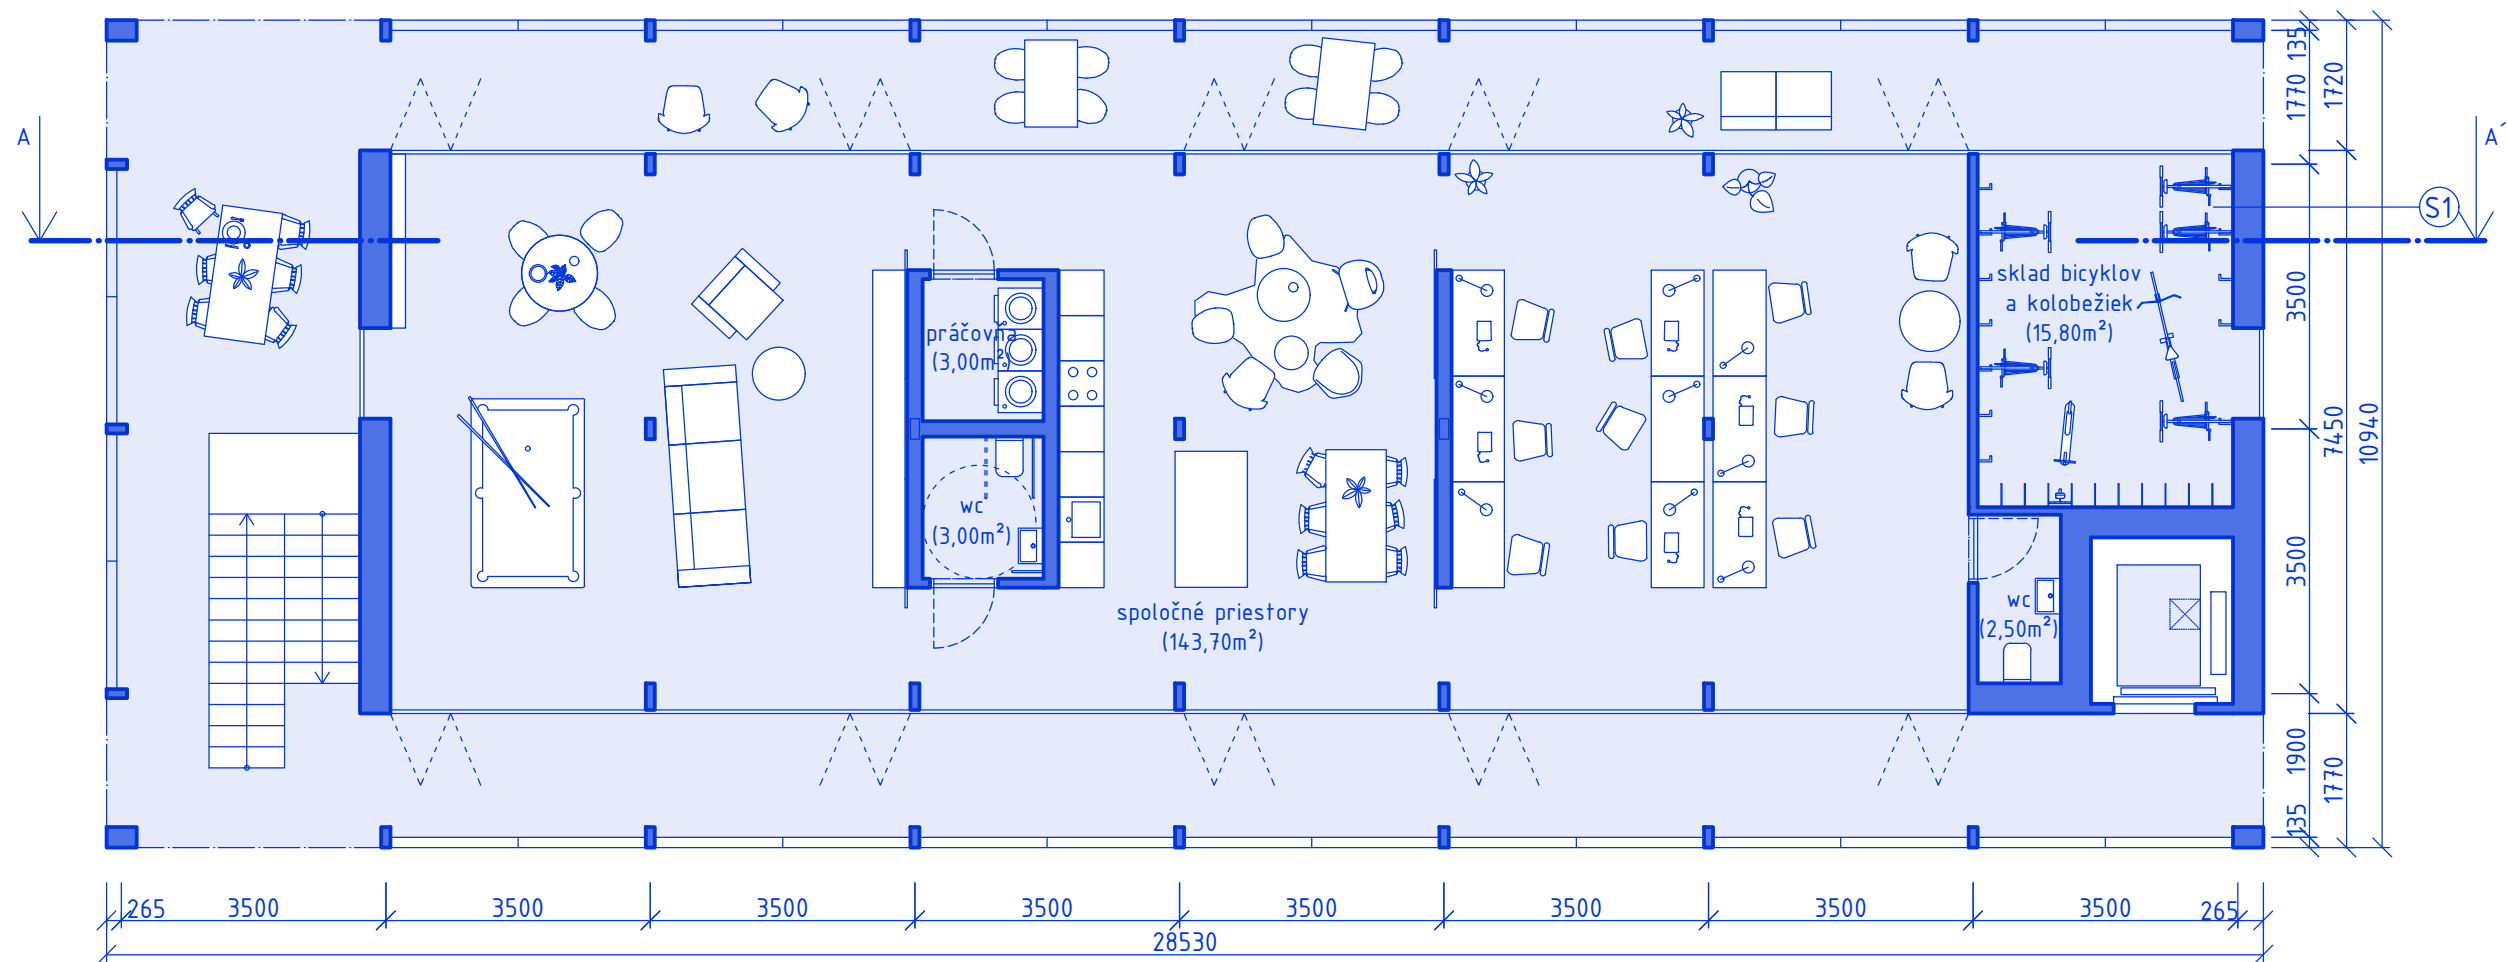 135
1770
1720
A
A´
S1
3500
sklad bicyklov
a kolobežiek
(15,80m²)
práčovňa
(3,00m²)
7450
10940
wc
(3,00m²)
3500
spoločné priestory
(143,70m²)
wc
(2,50m²)
1900
1770
135
265
3500
3500
3500
3500
3500
3500
3500
3500
265
28530